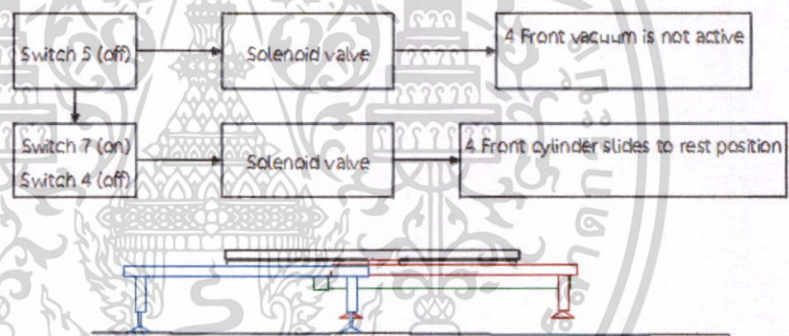 Switch 5 (off)
Solenoid valve
4 Front vacuum is not active
Switch 7 (on)
Switch 4 (off)
Solenoid valve
4 Front cylinder slides to rest position